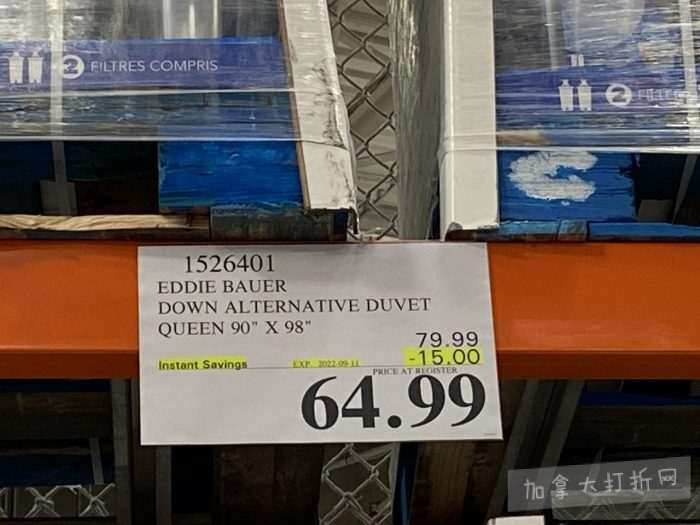 2 FILTRES COMPRIS
2 FILTRE
1526401
EDDIE BAUER
DOWN ALTERNATIVE DUVET
QUEEN 90" X 98"
79.99
Instant Savings EXP. 2022-09-11 -15.00
PRICE AT REGISTER
64.99
加拿大打折网